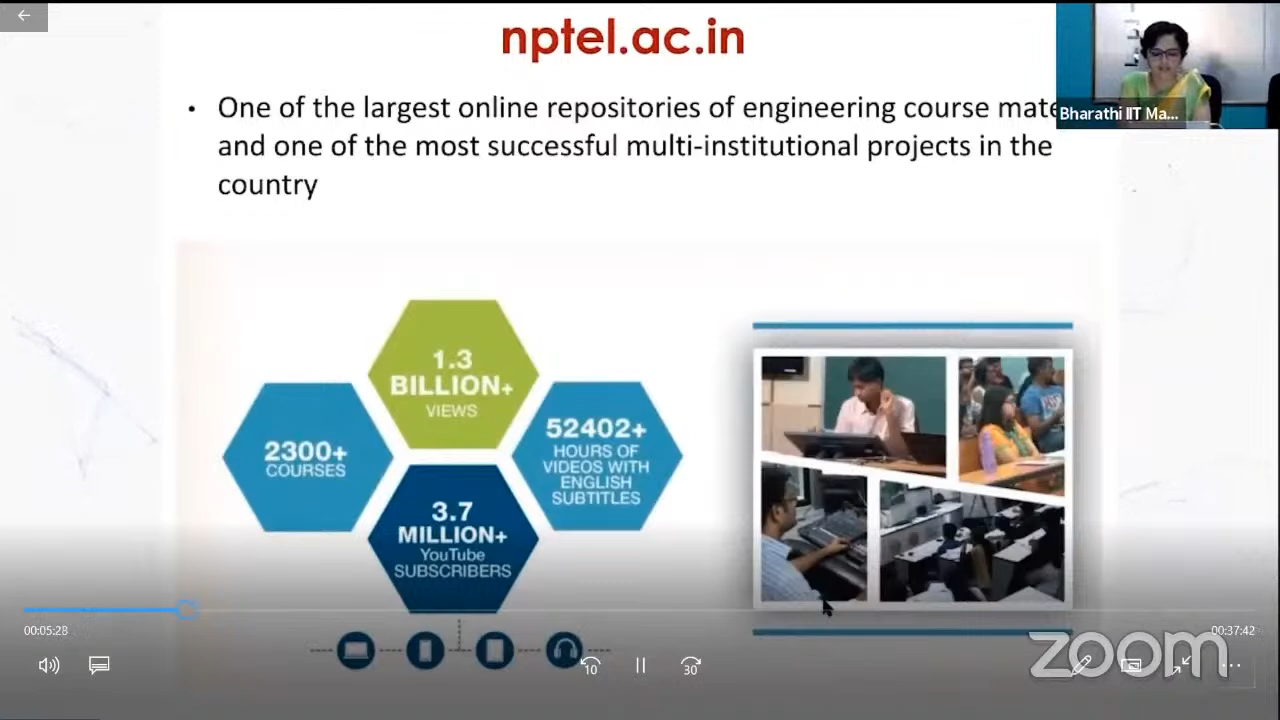 nptel.ac.in
• One of the largest online repositories of engineering course mate
and one of the most successful multi-institutional projects in the
country
Bharathi IIT Ma...
1.3
BILLION+
VIEWS
2300+
COURSES
52402+
HOURS OF
VIDEOS WITH
ENGLISH
SUBTITLES
3.7
MILLION+
YouTube
SUBSCRIBERS
00:05:28
00:37:42
10
30
zoom